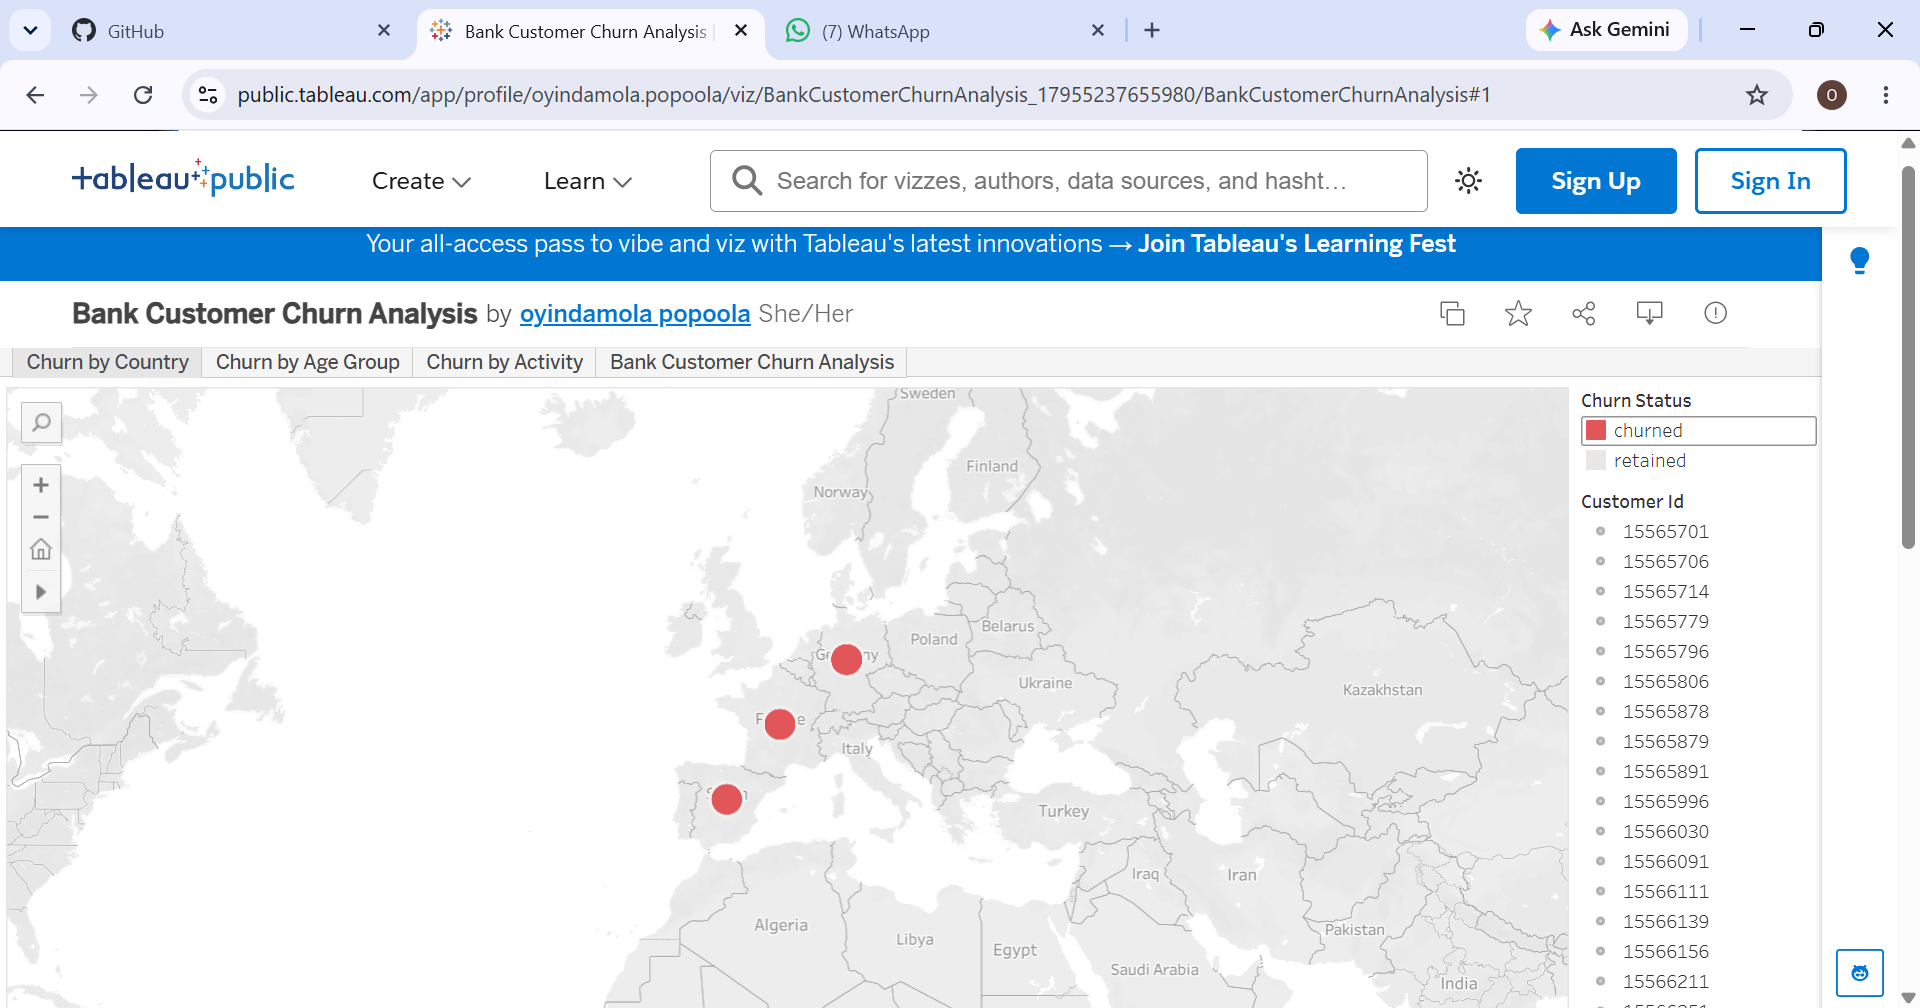 GitHub
Bank Customer Churn Analysis
(7) WhatsApp
Ask Gemini
public.tableau.com/app/profile/oyindamola.popoola/viz/BankCustomerChurnAnalysis_17955237655980/BankCustomerChurnAnalysis#1
O
tableau public
Create
Learn
Search for vizzes, authors, data sources, and hasht…
Sign Up
Sign In
Your all-access pass to vibe and viz with Tableau's latest innovations → Join Tableau's Learning Fest
Bank Customer Churn Analysis by oyindamola popoola She/Her
Churn by Country
Churn by Age Group
Churn by Activity
Bank Customer Churn Analysis
Sweden
Finland
Norway
Belarus
Poland
Ukraine
Kazakhstan
Italy
Turkey
Iraq
Iran
Algeria
Libya
Egypt
Pakistan
Saudi Arabia
India
Churn Status
churned
retained
Customer Id
15565701
15565706
15565714
15565779
15565796
15565806
15565878
15565879
15565891
15565996
15566030
15566091
15566111
15566139
15566156
15566211